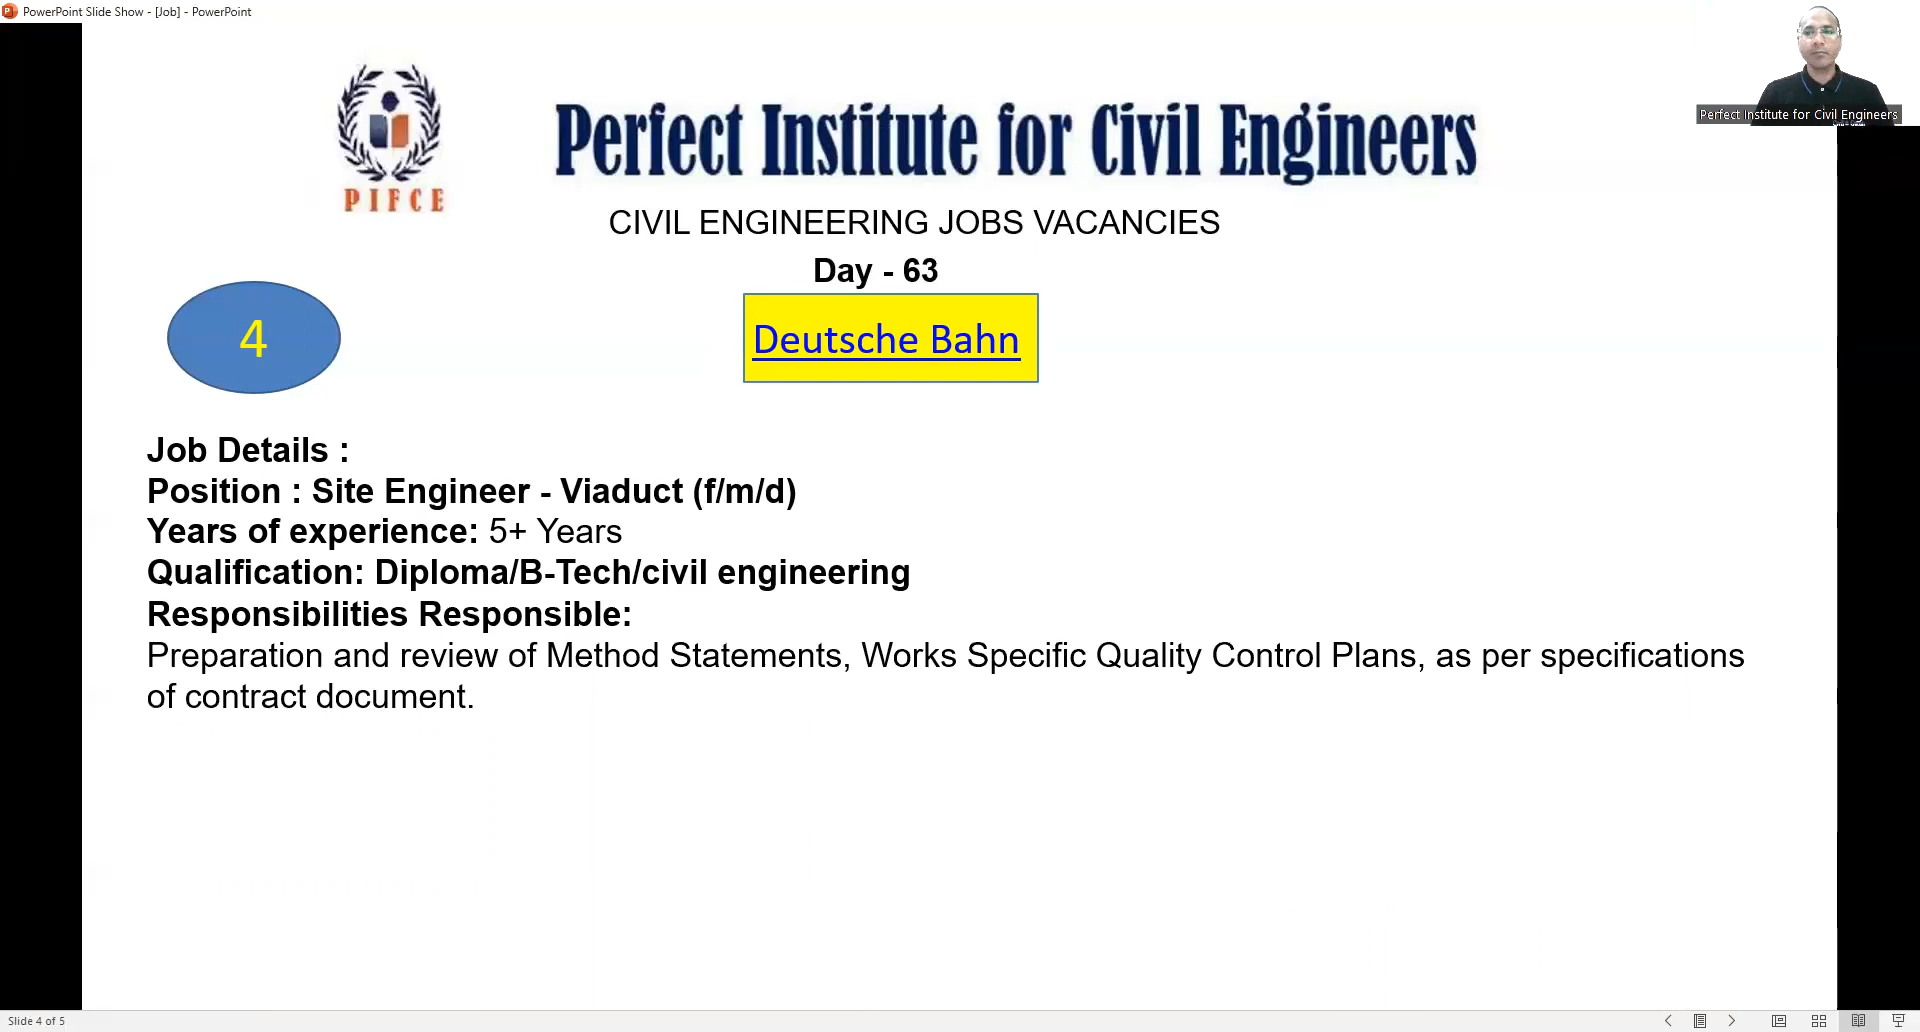 PowerPoint Slide Show - [Job] - PowerPoint
Perfect Institute for Civil Engineers
PIFCE
Perfect Institute for Civil Engineers
CIVIL ENGINEERING JOBS VACANCIES
Day - 63
4
Deutsche Bahn
Job Details :
Position : Site Engineer - Viaduct (f/m/d)
Years of experience: 5+ Years
Qualification: Diploma/B-Tech/civil engineering
Responsibilities Responsible:
Preparation and review of Method Statements, Works Specific Quality Control Plans, as per specifications
of contract document.
Slide 4 of 5